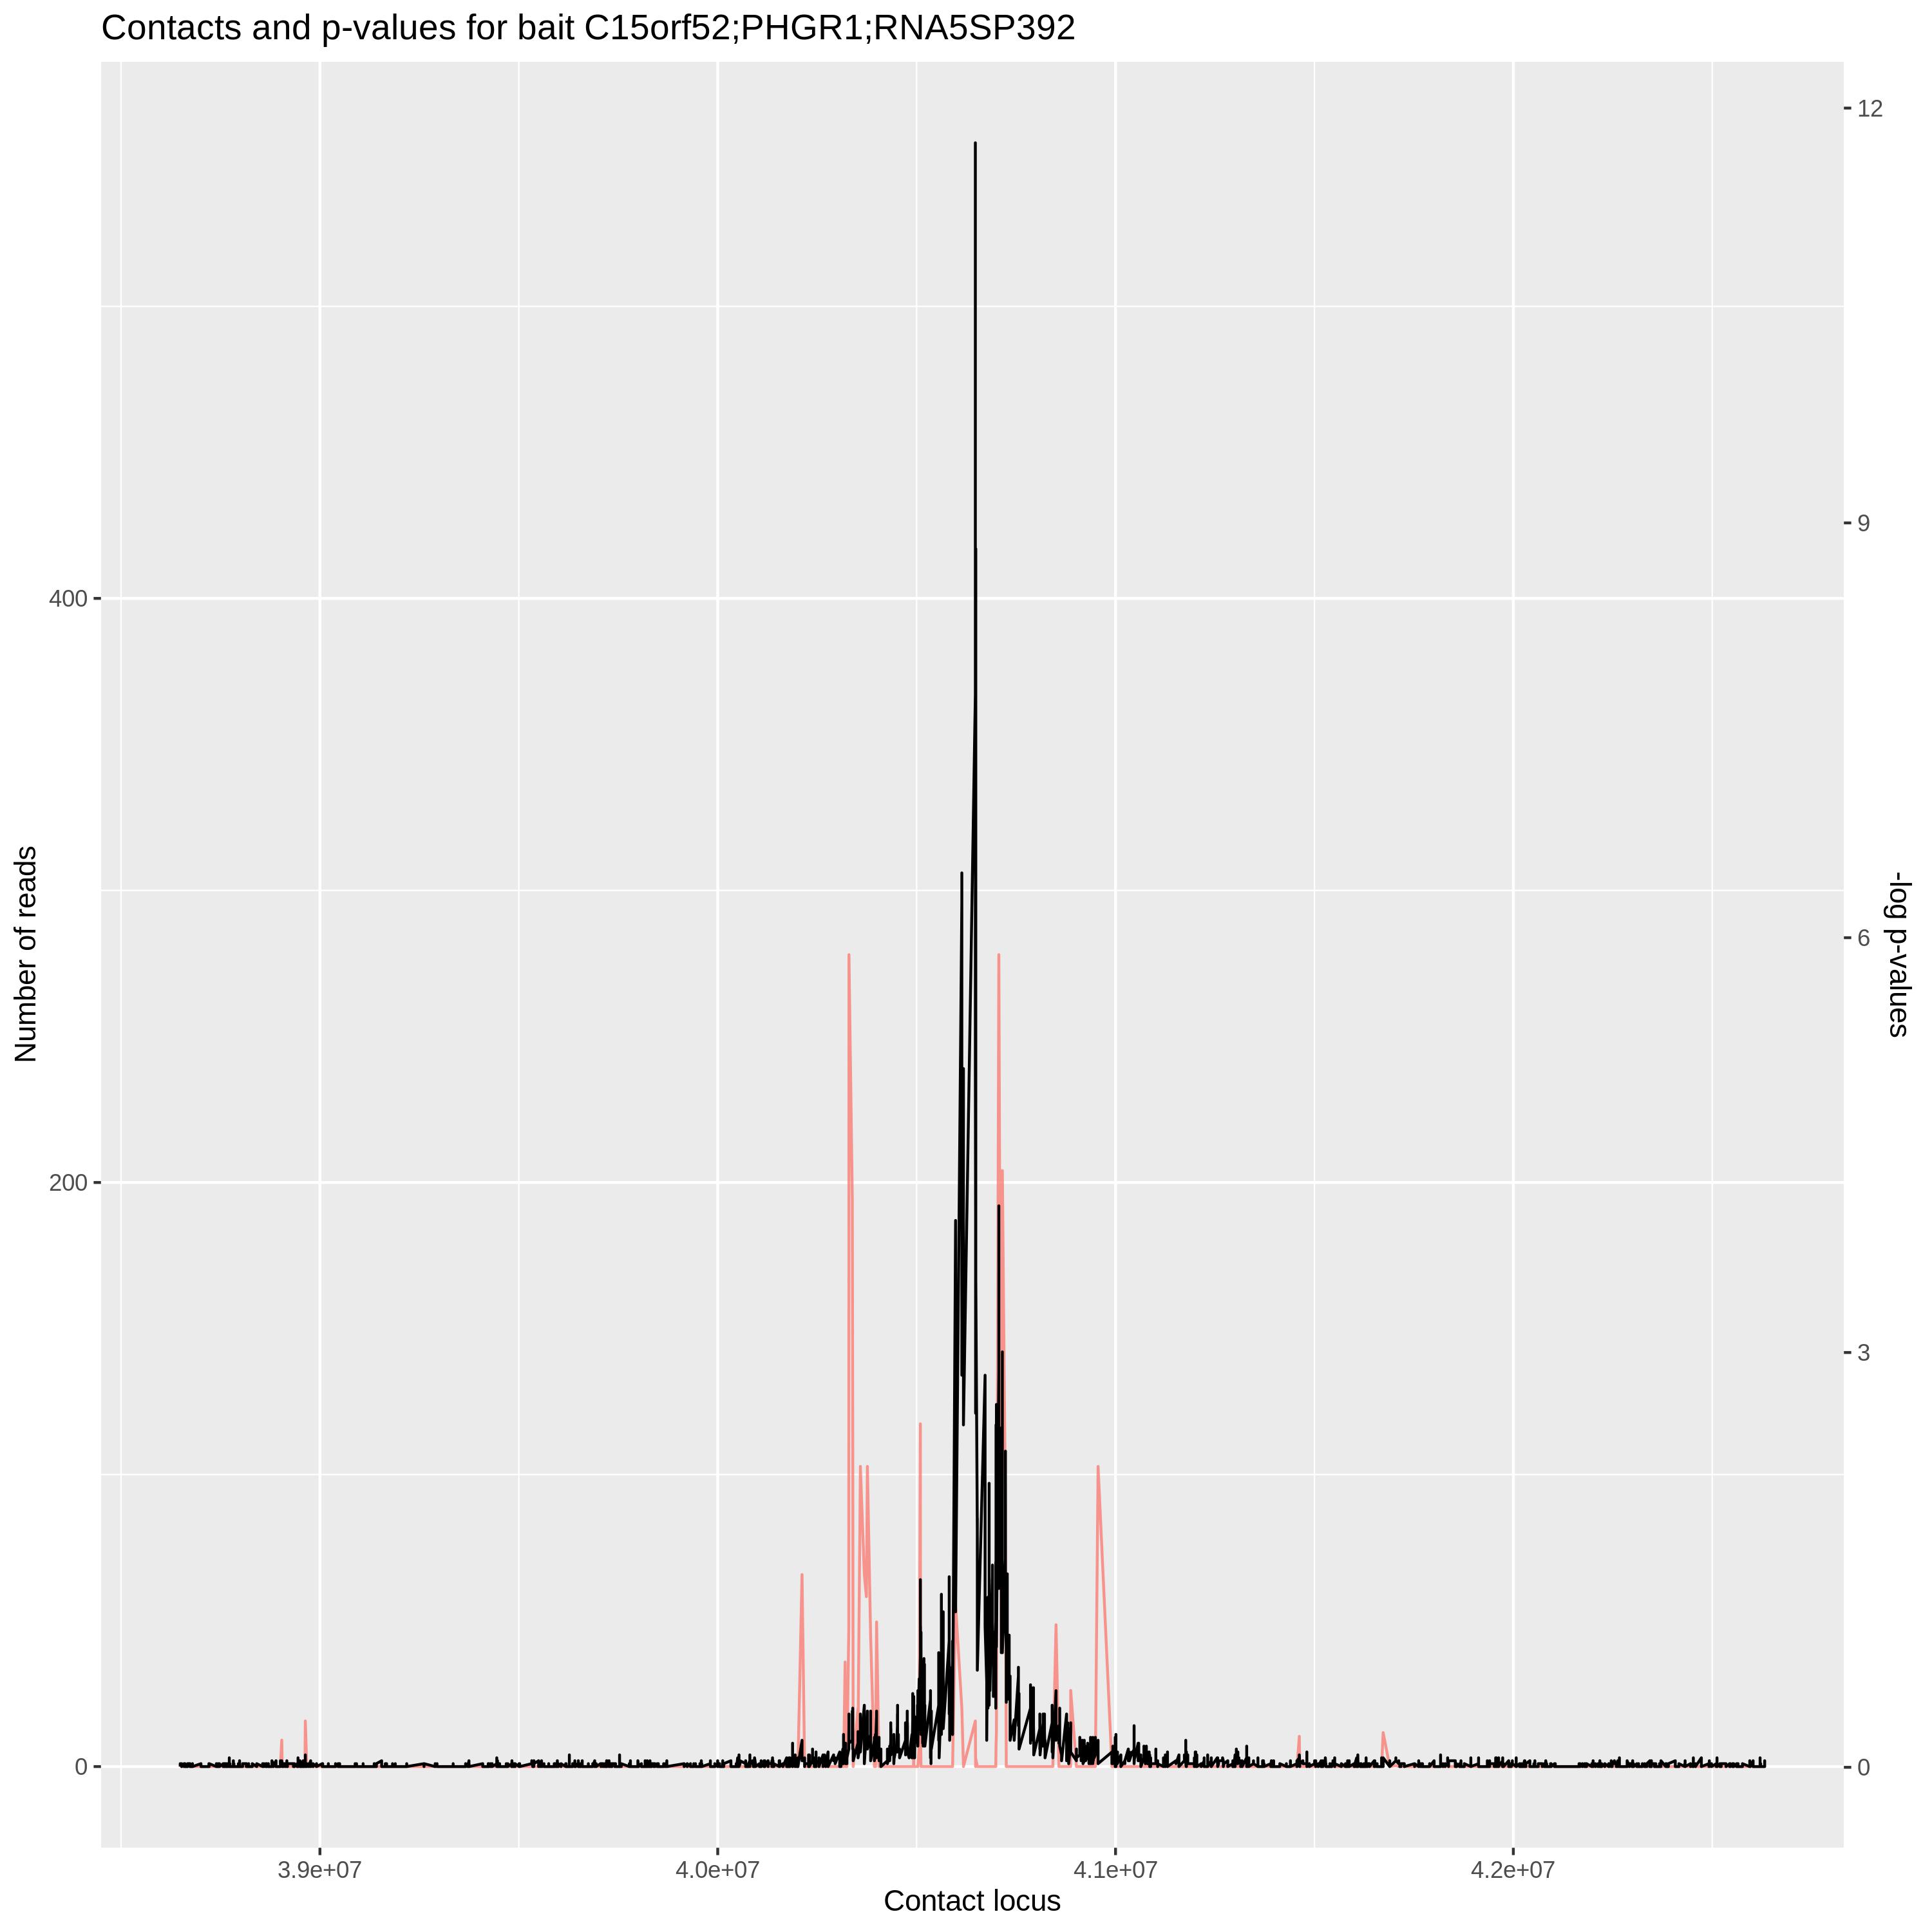 Contacts and p-values for bait C15orf52;PHGR1;RNA5SP392
12
9
400
Number of reads
-log p-values
6
200
3
0
0
3.9e+07
4.0e+07
4.1e+07
4.2e+07
Contact locus